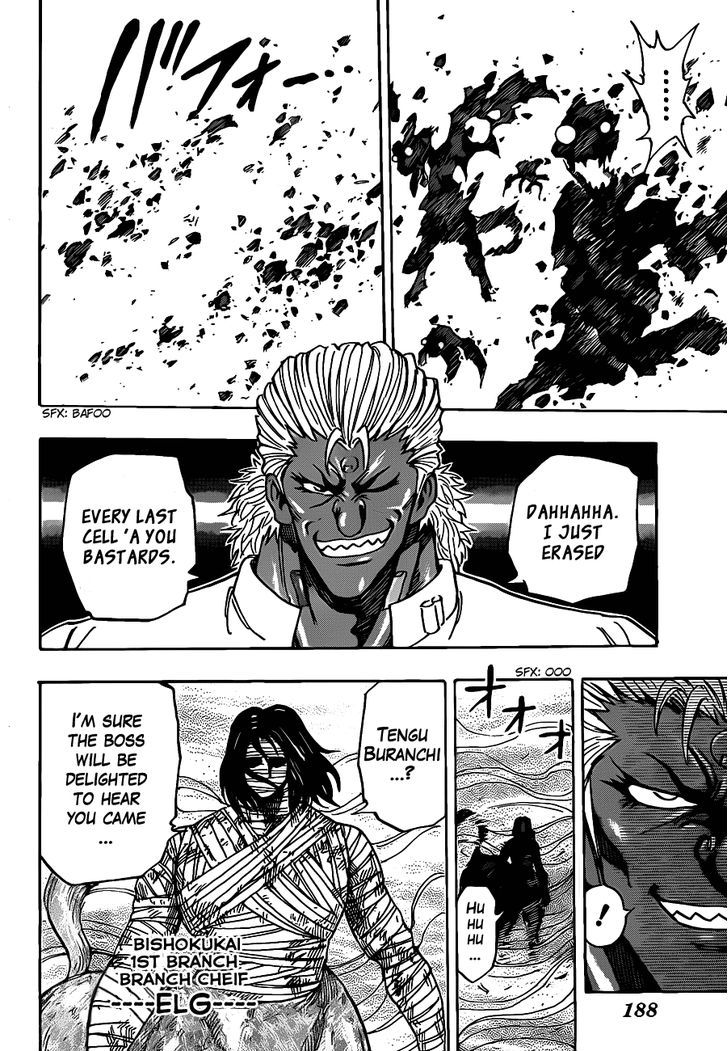 ......
バフォー
SFX: BAFOO
DAHHAHHA.
I JUST
ERASED
EVERY LAST
CELL 'A YOU
BASTARDS.
!
SFX: OOO
オオオ
HU
HU
HU
...
TENGU
BURANCHI
...?
I'M SURE
THE BOSS
WILL BE
DELIGHTED
TO HEAR
YOU CAME
...
BISHOKUKAI
1ST BRANCH,
BRANCH CHEIF
----ELG----
188